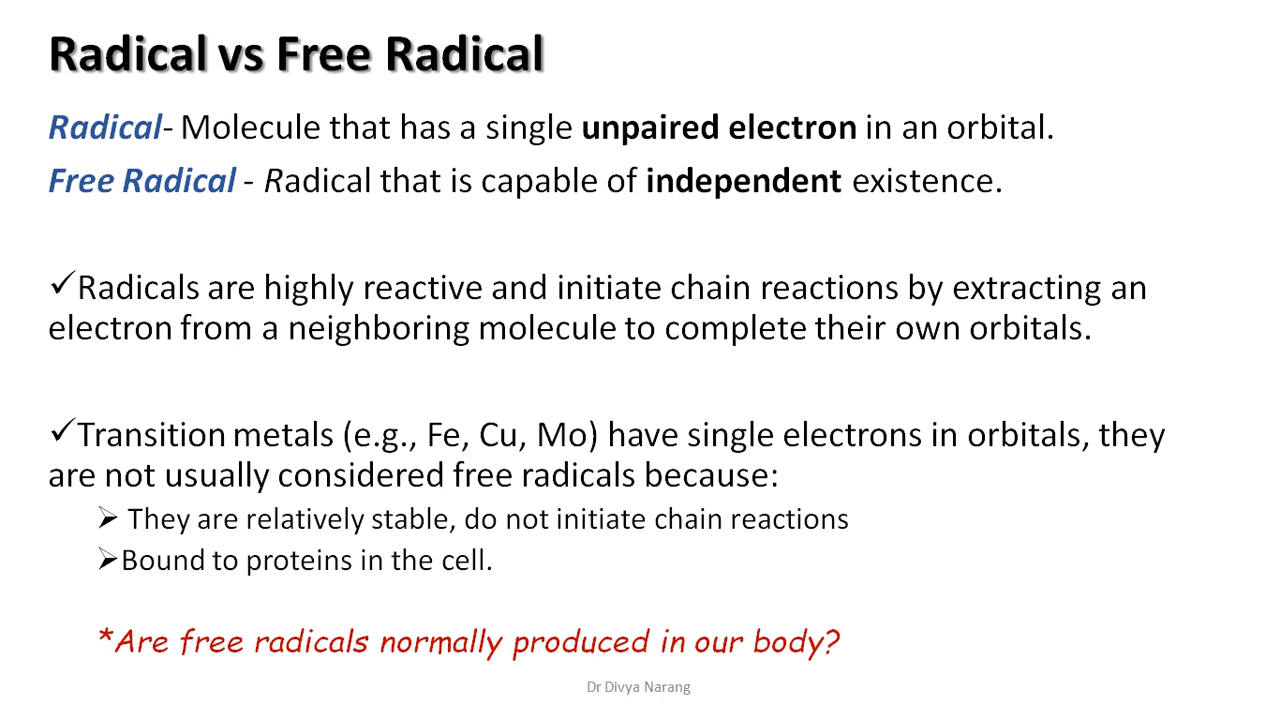 Radical vs Free Radical
Radical- Molecule that has a single unpaired electron in an orbital.
Free Radical - Radical that is capable of independent existence.
✓Radicals are highly reactive and initiate chain reactions by extracting an
electron from a neighboring molecule to complete their own orbitals.
✓Transition metals (e.g., Fe, Cu, Mo) have single electrons in orbitals, they
are not usually considered free radicals because:
➢ They are relatively stable, do not initiate chain reactions
➢Bound to proteins in the cell.
*Are free radicals normally produced in our body?
Dr Divya Narang